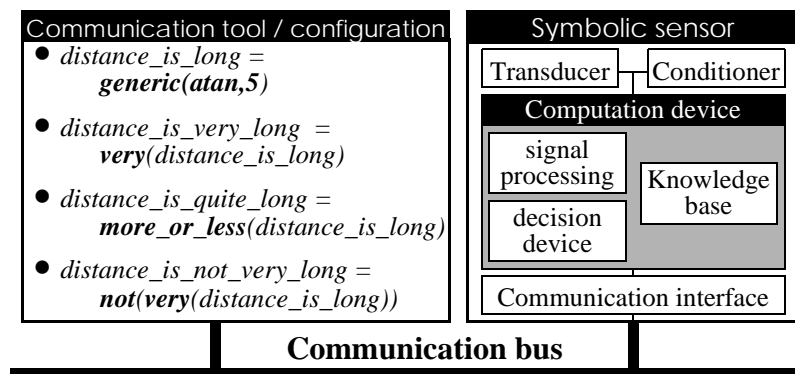 Communication tool / configuration
● distance_is_long =
generic(atan,5)
● distance_is_very_long =
very(distance_is_long)
● distance_is_quite_long =
more_or_less(distance_is_long)
● distance_is_not_very_long =
not(very(distance_is_long))
Symbolic sensor
Transducer
Conditioner
Computation device
signal
processing
decision
device
Knowledge
base
Communication interface
Communication bus